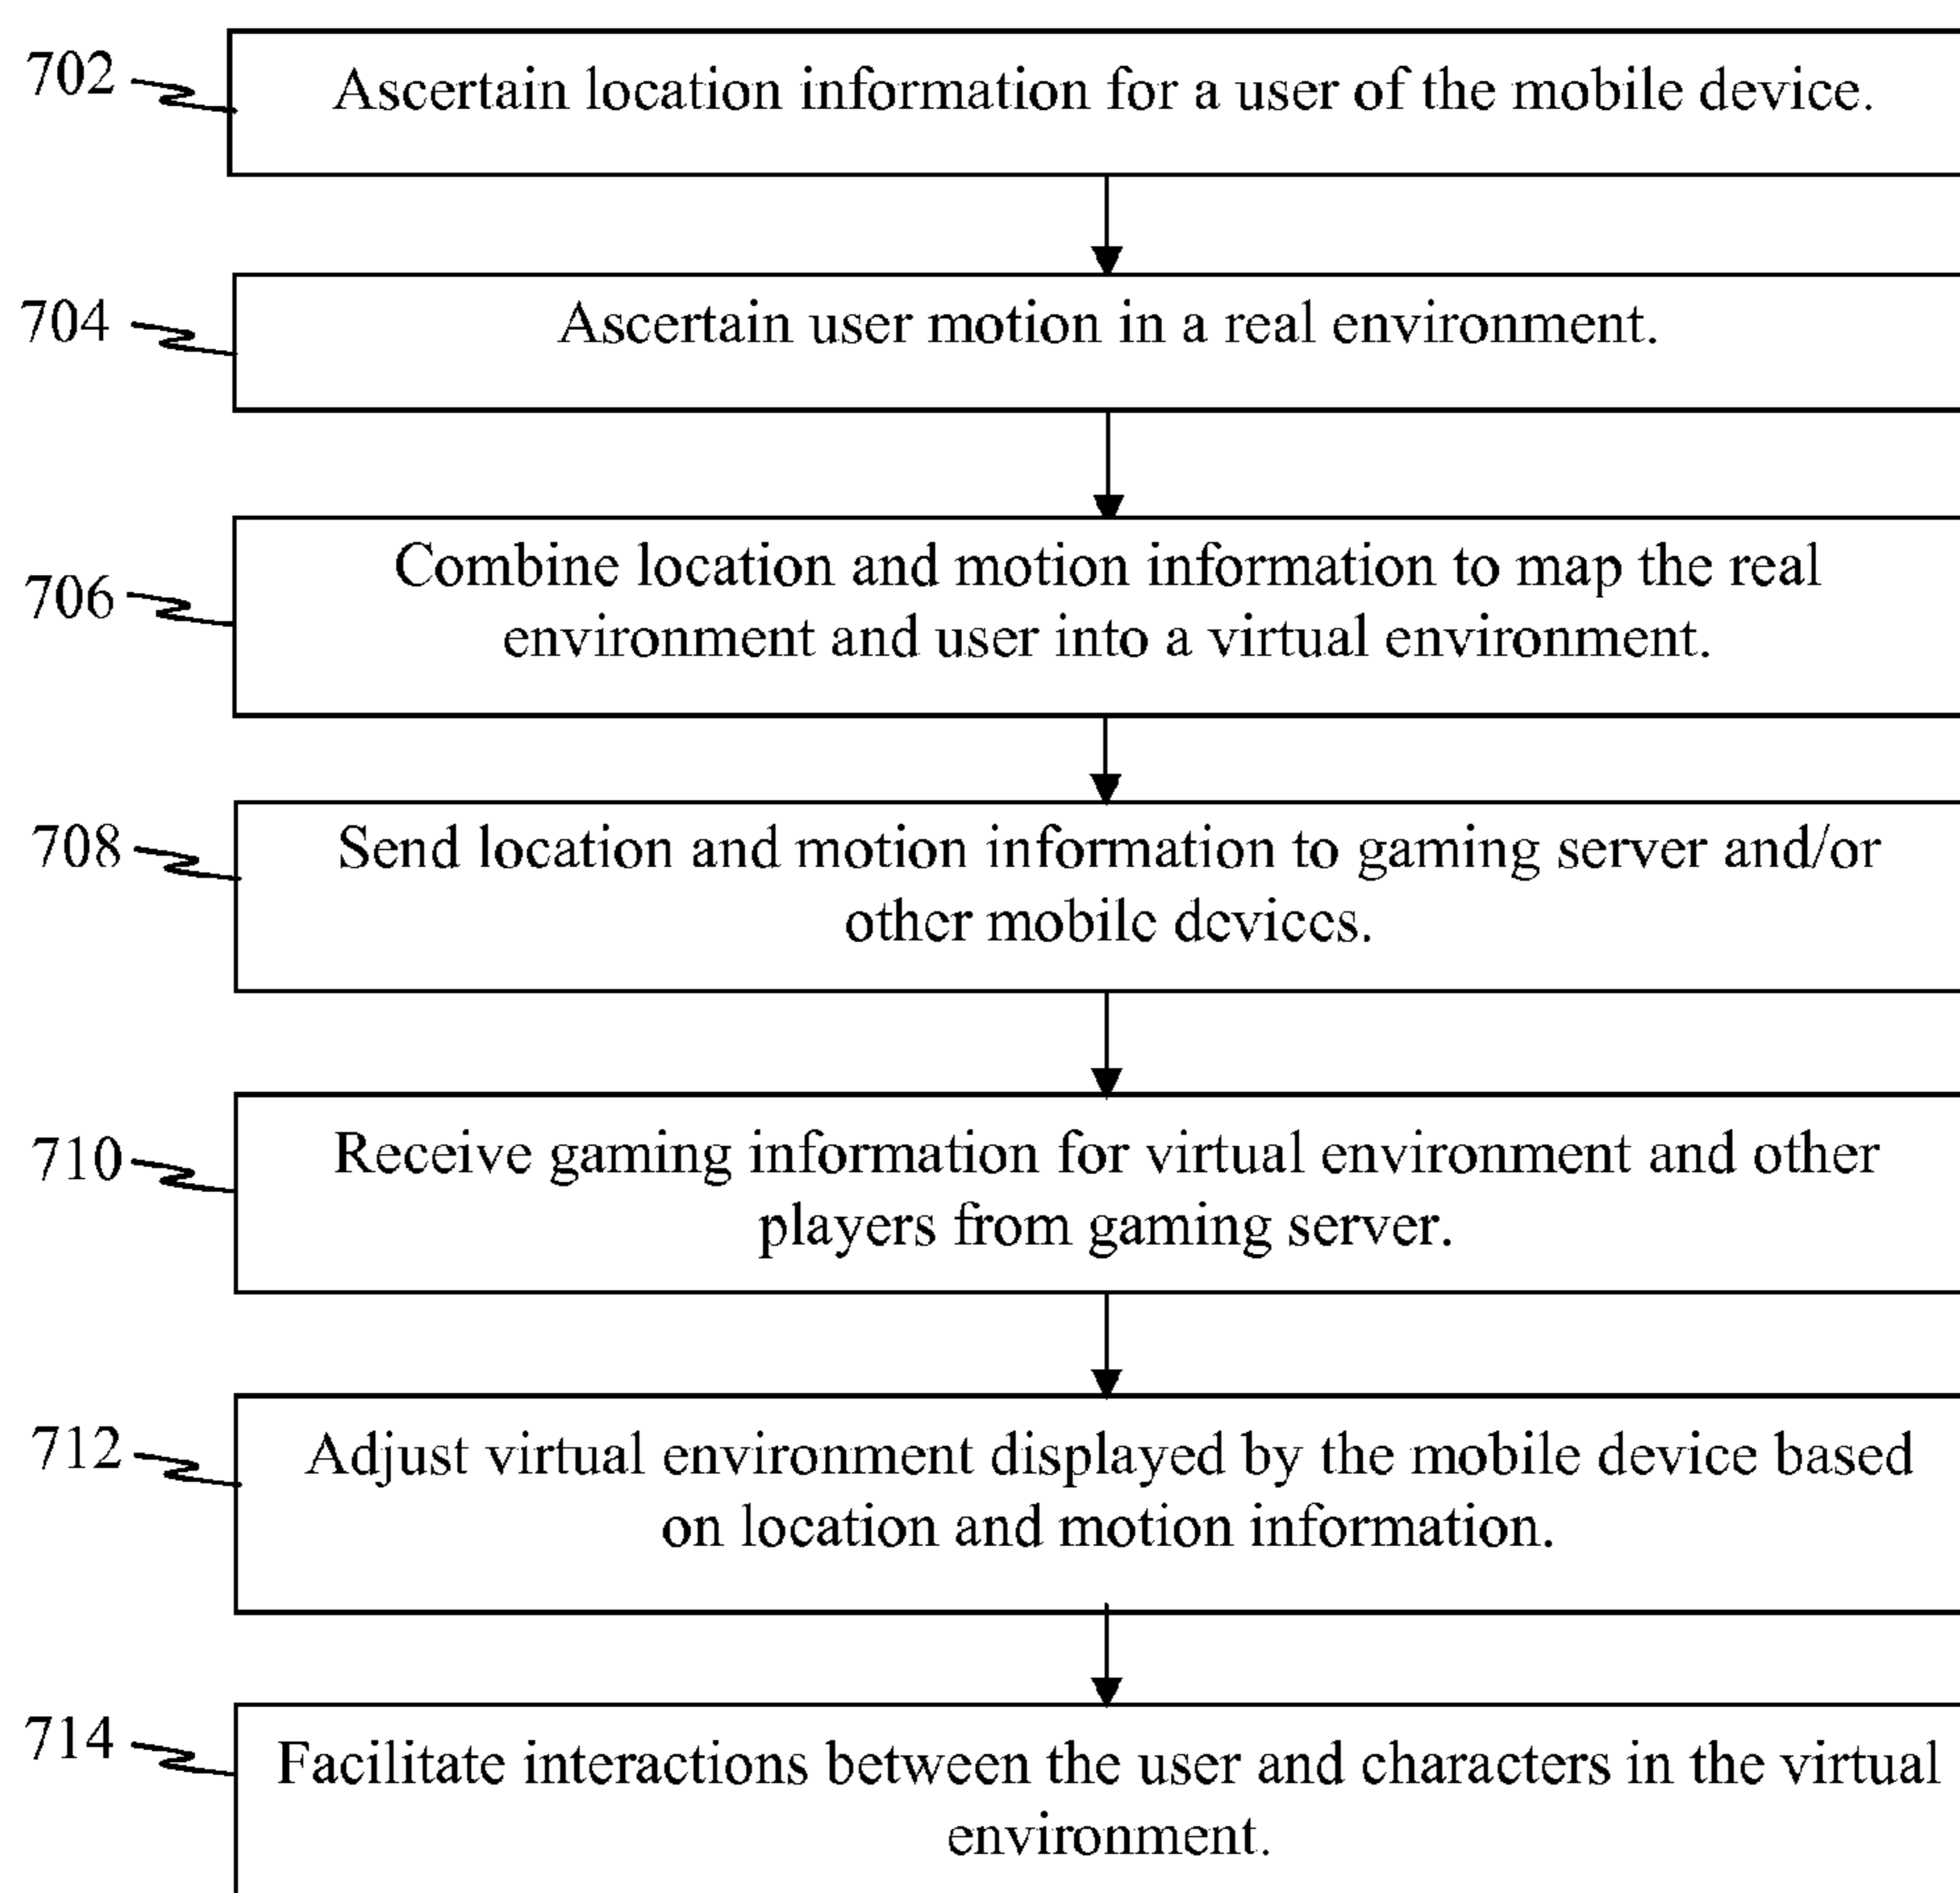 702
Ascertain location information for a user of the mobile device.
704
Ascertain user motion in a real environment.
706
Combine location and motion information to map the real
environment and user into a virtual environment.
708
Send location and motion information to gaming server and/or
other mobile devices.
710
Receive gaming information for virtual environment and other
players from gaming server.
712
Adjust virtual environment displayed by the mobile device based
on location and motion information.
714
Facilitate interactions between the user and characters in the virtual
environment.